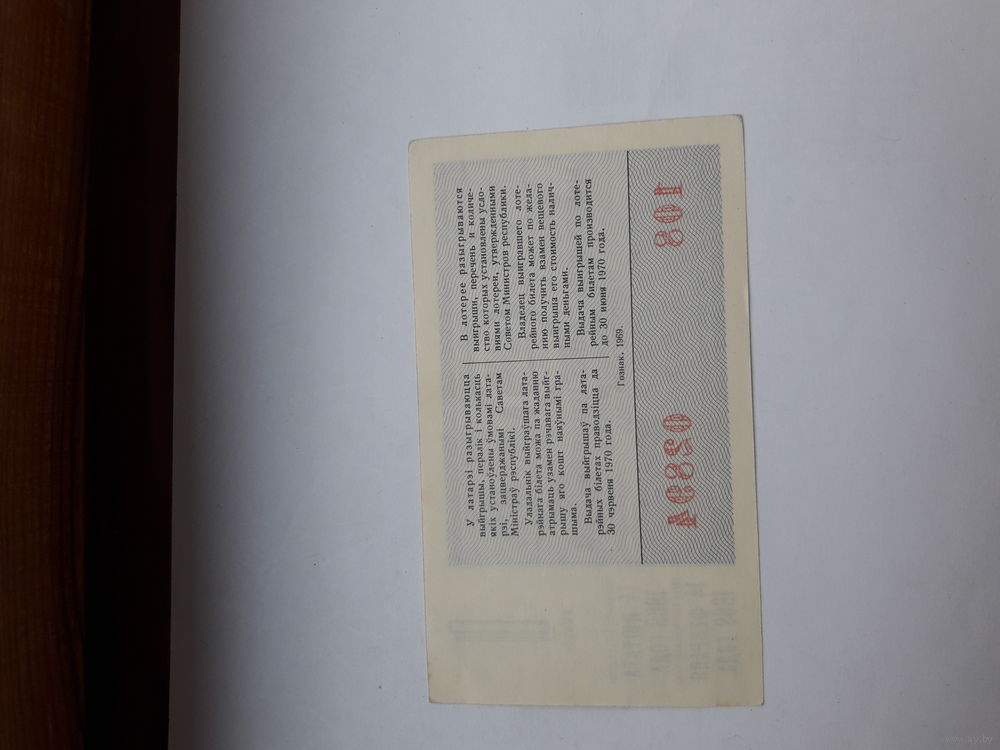 У латарэі разыгрываюцца
выйгрышы, пералік і колькасць
якіх устаноўлены ўмовамі лата-
рэі, зацверджанымі Саветам
Міністраў рэспублікі.
Уладальнік выйграўшага лата-
рэйнага білета можа па жаданню
атрымаць узамен рэчавага выйг-
рышу яго кошт наяўнымі гра-
шыма.
Выдача выйгрышаў па лата-
рэйных білетах праводзіцца да
30 чэрвеня 1970 года.
В лотерее разыгрываются
выигрыши, перечень и количе-
ство которых установлены усло-
виями лотереи, утвержденными
Советом Министров республики.
Владелец выигравшего лоте-
рейного билета может по жела-
нию получить взамен вещевого
выигрыша его стоимость налич-
ными деньгами.
Выдача выигрышей по лоте-
рейным билетам производится
до 30 июня 1970 года.
Гознак. 1969.
www.ay.by